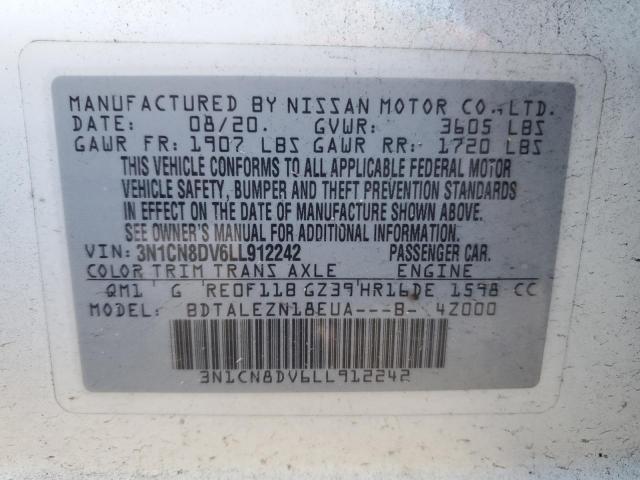 MANUFACTURED BY NISSAN MOTOR CO., LTD.
DATE: 08/20. GVWR: 3605 LBS
GAWR FR: 1907 LBS GAWR RR: 1720 LBS
THIS VEHICLE CONFORMS TO ALL APPLICABLE FEDERAL MOTOR
VEHICLE SAFETY, BUMPER AND THEFT PREVENTION STANDARDS
IN EFFECT ON THE DATE OF MANUFACTURE SHOWN ABOVE.
SEE OWNER'S MANUAL FOR ADDITIONAL INFORMATION.
VIN: 3N1CN8DV6LL912242 PASSENGER CAR.
COLOR TRIM TRANS AXLE ENGINE
QM1 G RE0F11B GZ39 HR16DE 1598 CC
BDTALEZN18EUA---B- 4Z000
3N1CN8DV6LL912242